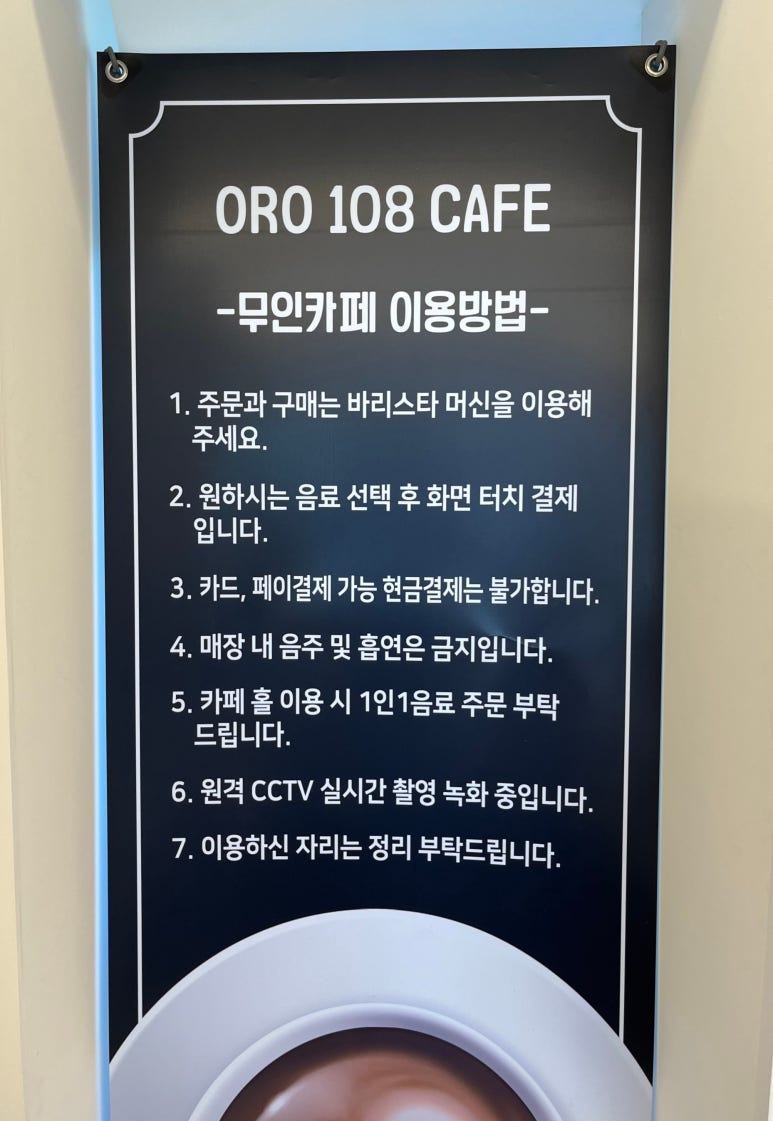 ORO 108 CAFE
-무인카페 이용방법-
1. 주문과 구매는 바리스타 머신을 이용해
주세요.
2. 원하시는 음료 선택 후 화면 터치 결제
입니다.
3. 카드, 페이결제 가능 현금결제는 불가합니다.
4. 매장 내 음주 및 흡연은 금지입니다.
5. 카페 홀 이용 시 1인1음료 주문 부탁
드립니다.
6. 원격 CCTV 실시간 촬영 녹화 중입니다.
7. 이용하신 자리는 정리 부탁드립니다.